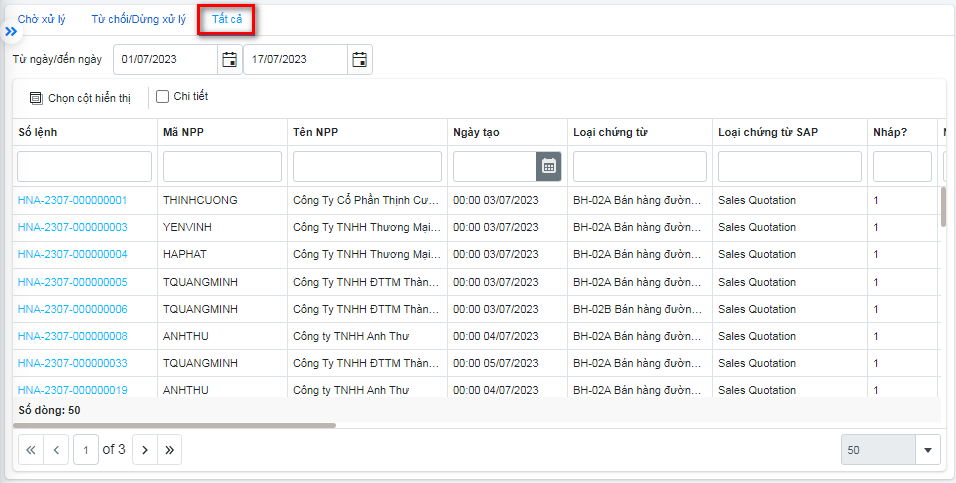 Chờ xử lý Từ chối/Dừng xử lý Tất cả
Từ ngày/đến ngày 01/07/2023 17/07/2023
Chọn cột hiển thị Chi tiết
Số lệnh Mã NPP Tên NPP Ngày tạo Loại chứng từ Loại chứng từ SAP Nháp?
HNA-2307-000000001 THINHCUONG Công Ty Cổ Phần Thịnh Cư... 00:00 03/07/2023 BH-02A Bán hàng đườn... Sales Quotation 1
HNA-2307-000000003 YENVINH Công Ty TNHH Thương Mại... 00:00 03/07/2023 BH-02A Bán hàng đườn... Sales Quotation 1
HNA-2307-000000004 HAPHAT Công Ty TNHH Thương Mại... 00:00 03/07/2023 BH-02A Bán hàng đườn... Sales Quotation 1
HNA-2307-000000005 TQUANGMINH Công Ty TNHH ĐTTM Thàn... 00:00 03/07/2023 BH-02A Bán hàng đườn... Sales Quotation 1
HNA-2307-000000006 TQUANGMINH Công Ty TNHH ĐTTM Thàn... 00:00 03/07/2023 BH-02B Bán hàng đườn... Sales Quotation 1
HNA-2307-000000008 ANHTHU Công ty TNHH Anh Thư 00:00 04/07/2023 BH-02A Bán hàng đườn... Sales Quotation 1
HNA-2307-000000033 TQUANGMINH Công Ty TNHH ĐTTM Thàn... 00:00 05/07/2023 BH-02A Bán hàng đườn... Sales Quotation 1
HNA-2307-000000019 ANHTHU Công ty TNHH Anh Thư 00:00 04/07/2023 BH-02A Bán hàng đườn... Sales Quotation 1
Số dòng: 50
1 of 3 50